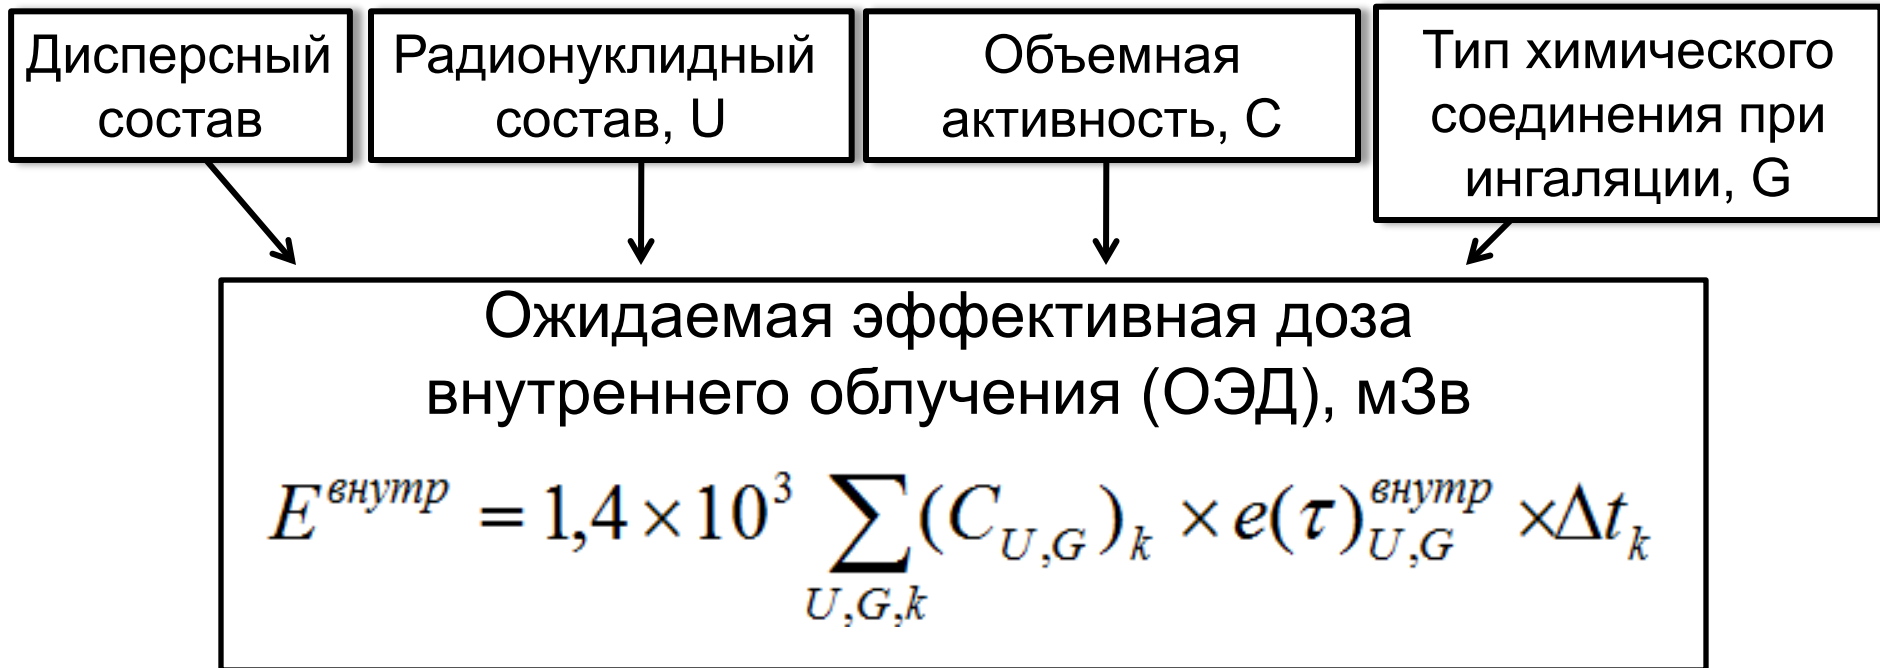 Дисперсный
состав
Радионуклидный
состав, U
Объемная
активность, C
Тип химического
соединения при
ингаляции, G
Ожидаемая эффективная доза
внутреннего облучения (ОЭД), мЗв
E^{внутр} = 1,4 × 10^3 ∑_{U,G,k} (C_{U,G})_k × e(τ)^{внутр}_{U,G} × Δt_k